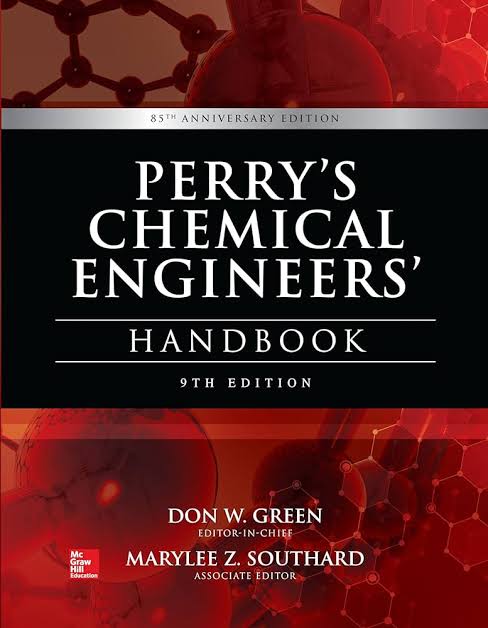 85TH ANNIVERSARY EDITION
PERRY'S
CHEMICAL
ENGINEERS'
HANDBOOK
9TH EDITION
DON W. GREEN
EDITOR-IN-CHIEF
MARYLEE Z. SOUTHARD
ASSOCIATE EDITOR
Mc
Graw
Hill
Education